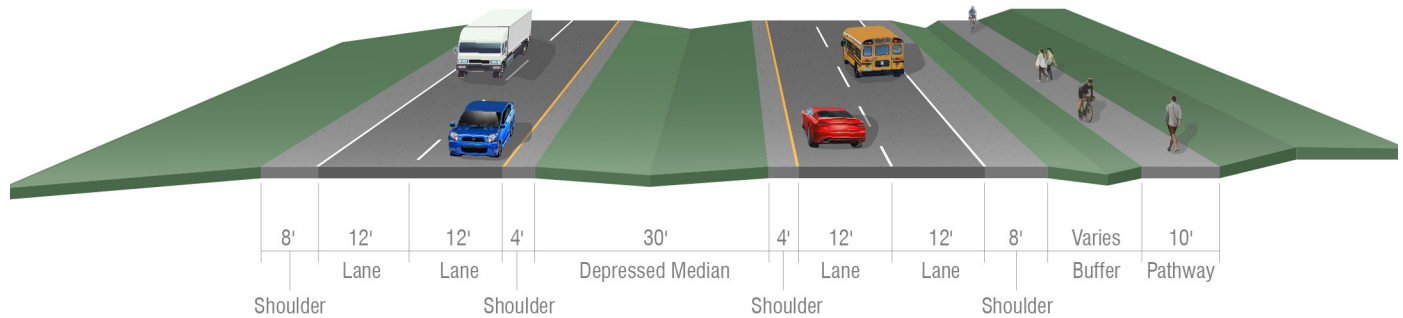 8' 12' 12' 4' 30' 4' 12' 12' 8' Varies 10'
Lane Lane Depressed Median Lane Lane Buffer Pathway
Shoulder Shoulder Shoulder Shoulder